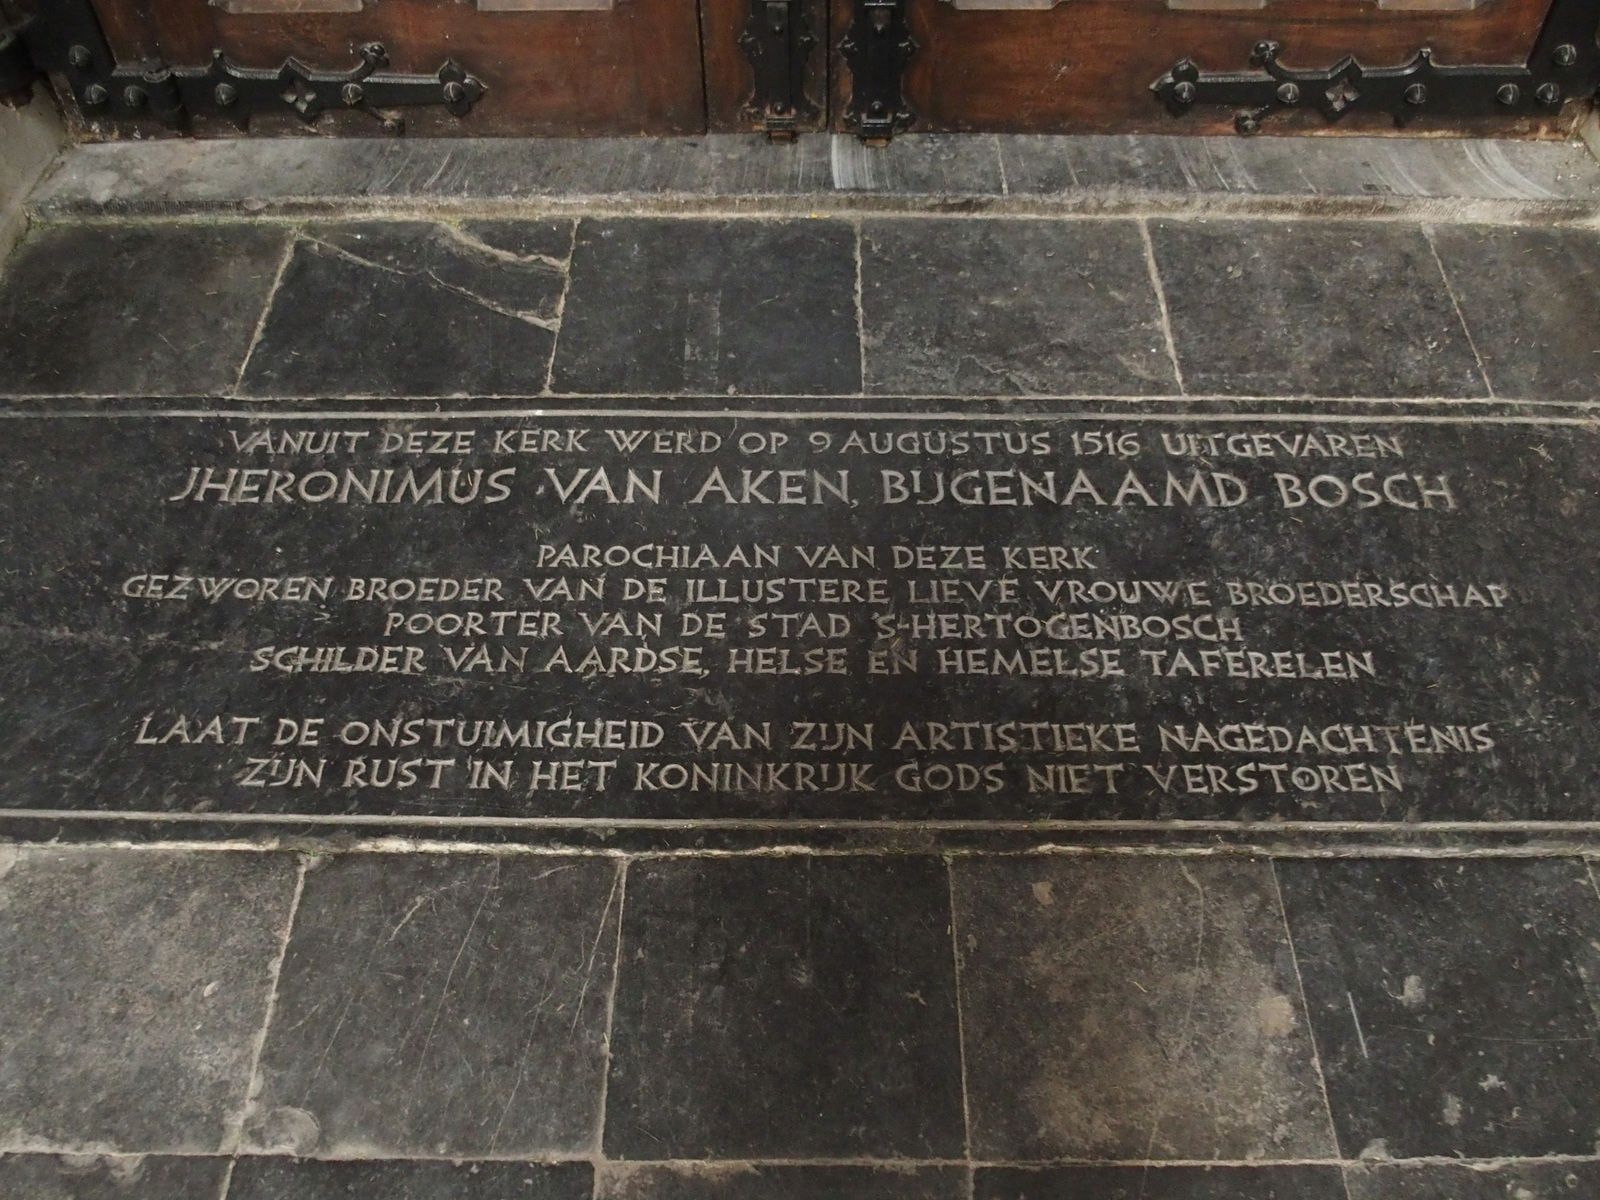 VANUIT DEZE KERK WERD OP 9 AUGUSTUS 1516 UITGEVAREN
JHERONIMUS VAN AKEN, BIJGENAAMD BOSCH
PAROCHIAAN VAN DEZE KERK
GEZWOREN BROEDER VAN DE ILLUSTERE LIEVE VROUWE BROEDERSCHAP
POORTER VAN DE STAD 'S-HERTOGENBOSCH
SCHILDER VAN AARDSE, HELSE EN HEMELSE TAFERELEN
LAAT DE ONSTUIMIGHEID VAN ZIJN ARTISTIEKE NAGEDACHTENIS
ZIJN RUST IN HET KONINKRIJK GODS NIET VERSTOREN